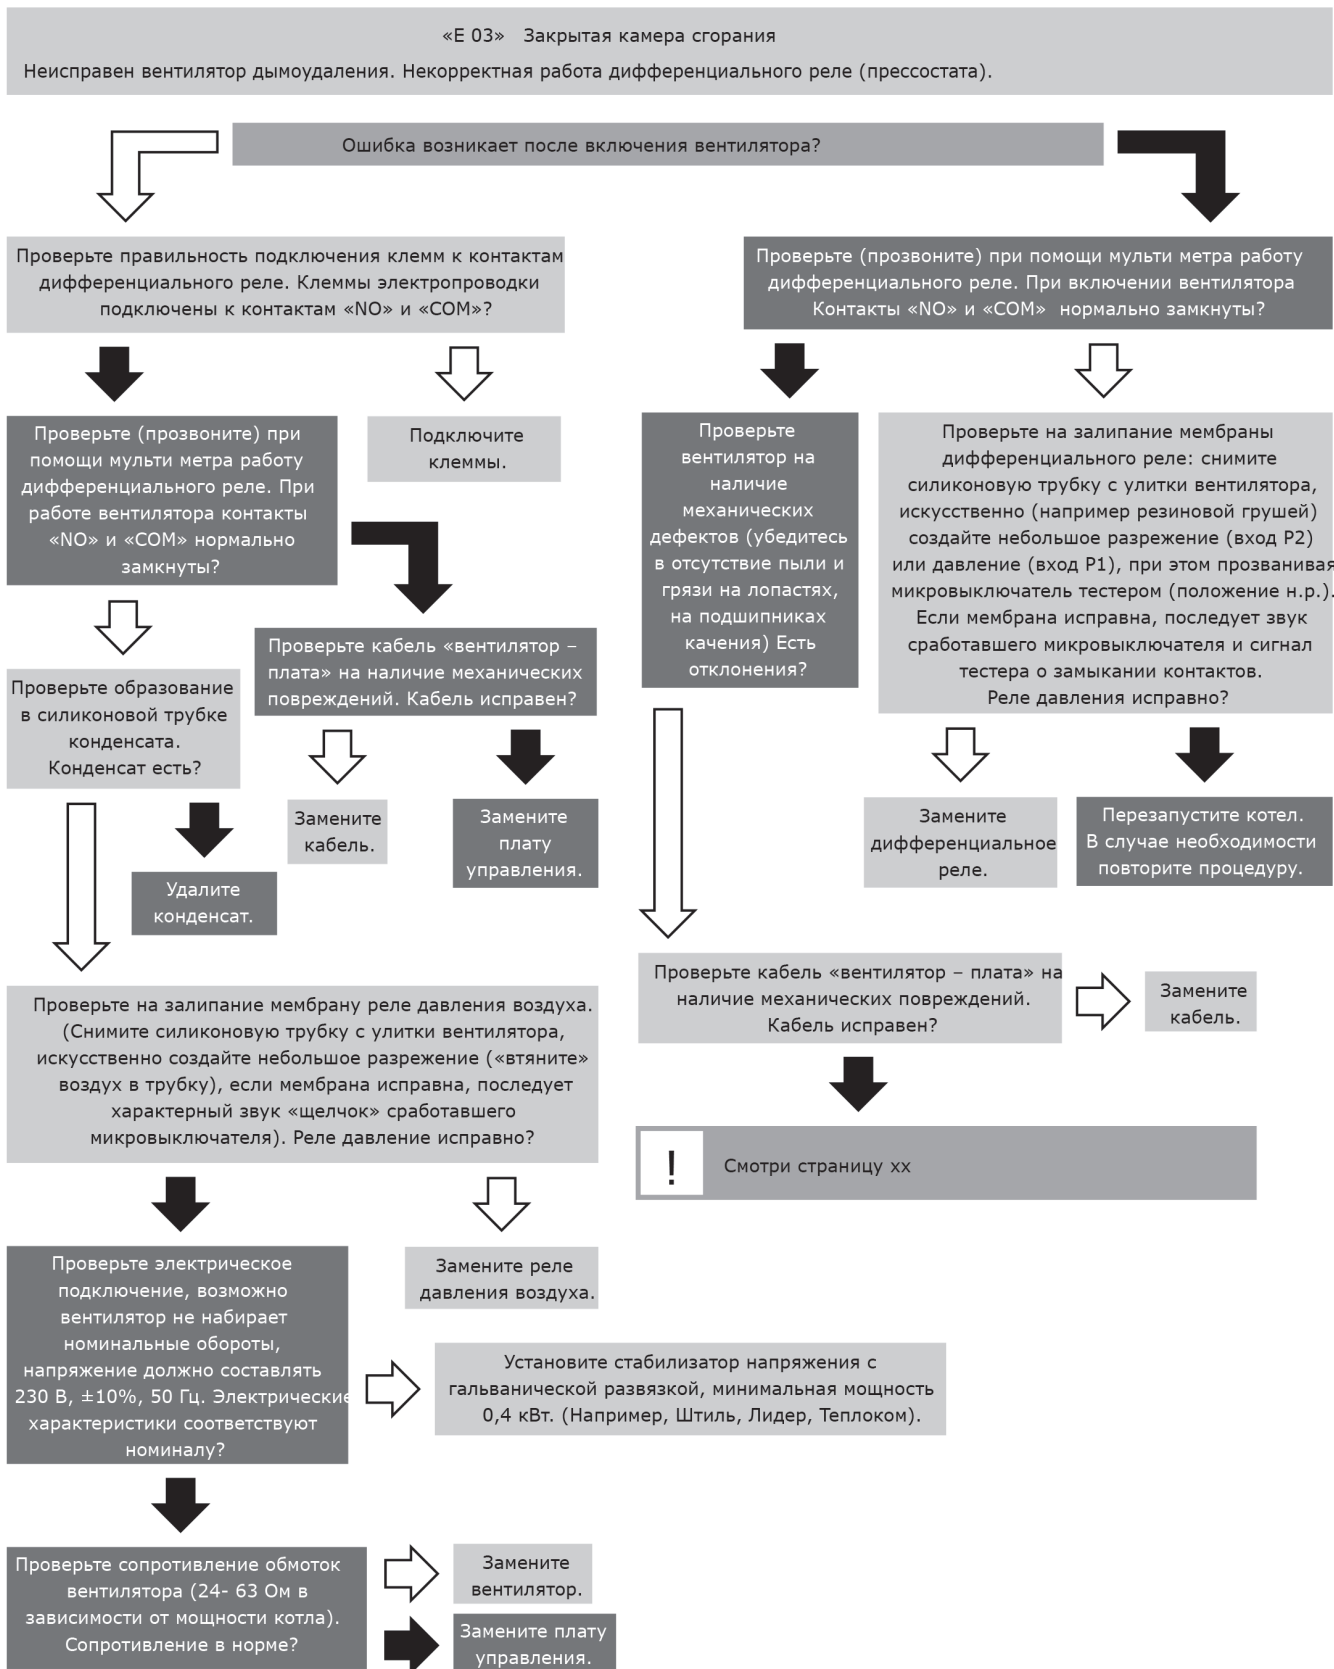 «E 03» Закрытая камера сгорания
Неисправен вентилятор дымоудаления. Некорректная работа дифференциального реле (прессостата).
Ошибка возникает после включения вентилятора?
Проверьте правильность подключения клемм к контактам
дифференциального реле. Клеммы электропроводки
подключены к контактам «NO» и «COM»?
Проверьте (прозвоните) при помощи мульти метра работу
дифференциального реле. При включении вентилятора
Контакты «NO» и «COM» нормально замкнуты?
Проверьте (прозвоните) при
помощи мульти метра работу
дифференциального реле. При
работе вентилятора контакты
«NO» и «COM» нормально
замкнуты?
Подключите
клеммы.
Проверьте
вентилятор на
наличие
механических
дефектов (убедитесь
в отсутствие пыли и
грязи на лопастях,
на подшипниках
качения) Есть
отклонения?
Проверьте на залипание мембраны
дифференциального реле: снимите
силиконовую трубку с улитки вентилятора,
искусственно (например резиновой грушей)
создайте небольшое разрежение (вход P2)
или давление (вход P1), при этом прозванивая
микровыключатель тестером (положение н.р.).
Если мембрана исправна, последует звук
сработавшего микровыключателя и сигнал
тестера о замыкании контактов.
Реле давления исправно?
Проверьте кабель «вентилятор –
плата» на наличие механических
повреждений. Кабель исправен?
Проверьте образование
в силиконовой трубке
конденсата.
Конденсат есть?
Замените
кабель.
Замените
плату
управления.
Замените
дифференциальное
реле.
Перезапустите котел.
В случае необходимости
повторите процедуру.
Удалите
конденсат.
Проверьте кабель «вентилятор – плата» на
наличие механических повреждений.
Кабель исправен?
Замените
кабель.
Проверьте на залипание мембрану реле давления воздуха.
(Снимите силиконовую трубку с улитки вентилятора,
искусственно создайте небольшое разрежение («втяните»
воздух в трубку), если мембрана исправна, последует
характерный звук «щелчок» сработавшего
микровыключателя). Реле давление исправно?
!
Смотри страницу xx
Проверьте электрическое
подключение, возможно
вентилятор не набирает
номинальные обороты,
напряжение должно составлять
230 В, ±10%, 50 Гц. Электрические
характеристики соответствуют
номиналу?
Замените реле
давления воздуха.
Установите стабилизатор напряжения с
гальванической развязкой, минимальная мощность
0,4 кВт. (Например, Штиль, Лидер, Теплоком).
Проверьте сопротивление обмоток
вентилятора (24- 63 Ом в
зависимости от мощности котла).
Сопротивление в норме?
Замените
вентилятор.
Замените плату
управления.